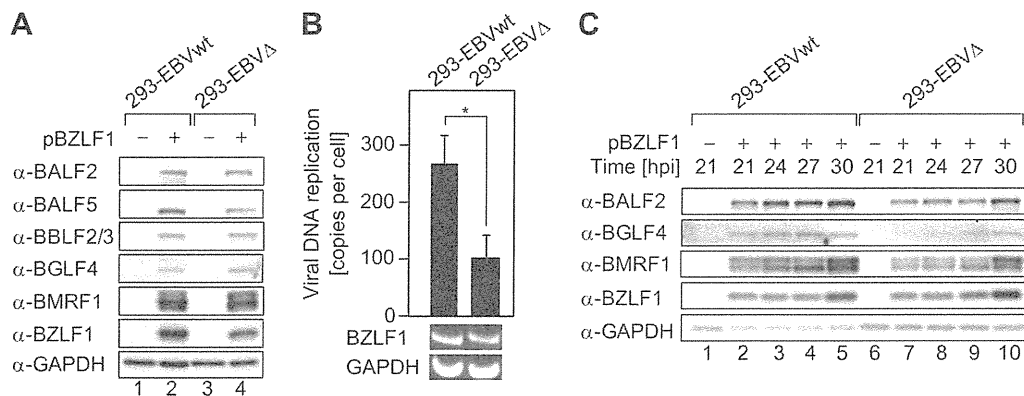 A
293-EBVwt
293-EBVΔ
pBZLF1 – + – +
α-BALF2
α-BALF5
α-BBLF2/3
α-BGLF4
α-BMRF1
α-BZLF1
α-GAPDH
1 2 3 4
B
293-EBVwt
293-EBVΔ
*
Viral DNA replication
[copies per cell]
300
200
100
0
BZLF1
GAPDH
C
293-EBVwt
293-EBVΔ
pBZLF1 – + + + + – + + + +
Time [hpi] 21 21 24 27 30 21 21 24 27 30
α-BALF2
α-BGLF4
α-BMRF1
α-BZLF1
α-GAPDH
1 2 3 4 5 6 7 8 9 10